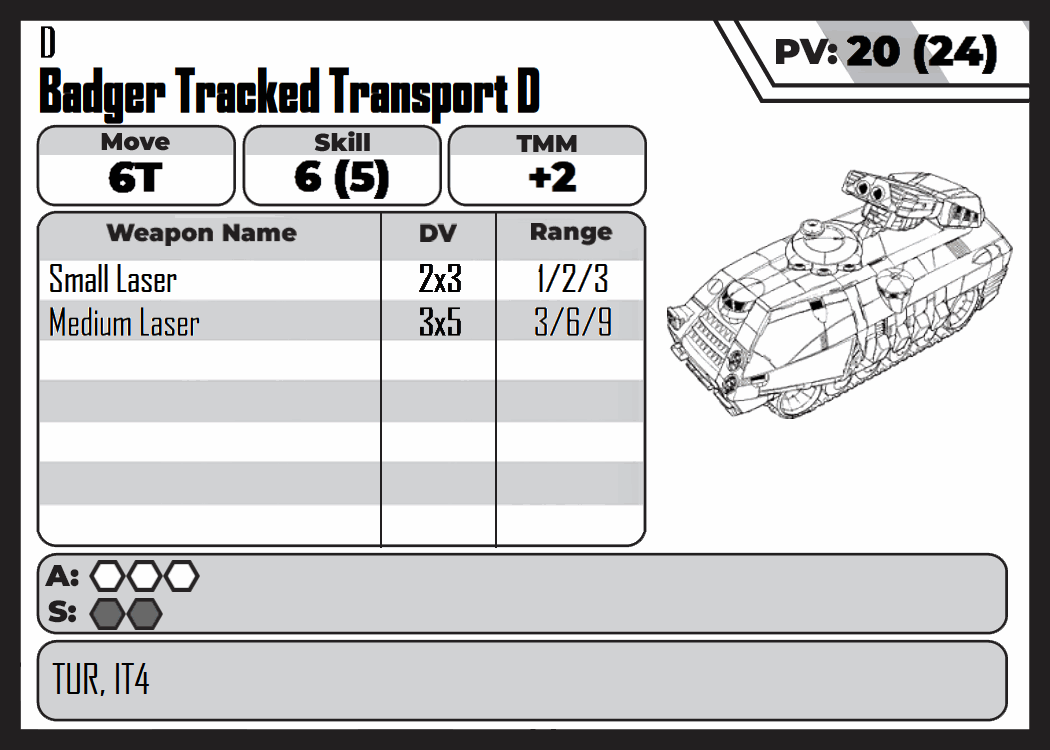 D
PV: 20 (24)
Badger Tracked Transport D
Move Skill TMM
6T 6 (5) +2
Weapon Name DV Range
Small Laser 2x3 1/2/3
Medium Laser 3x5 3/6/9
A:
S:
TUR, IT4